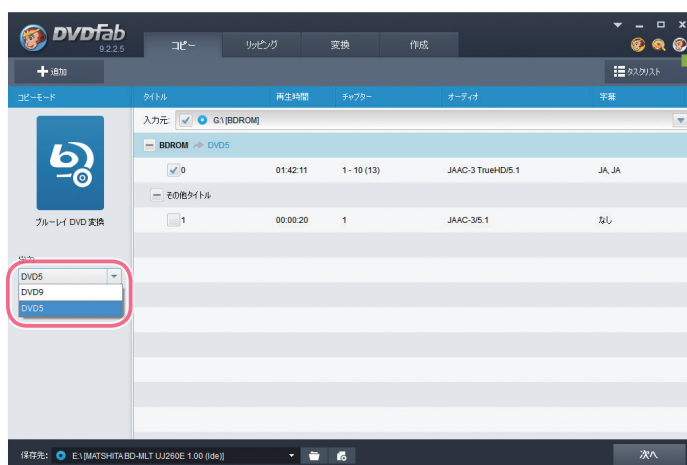 DVDFab
9.2.2.5
コピー
リッピング
変換
作成
追加
タスクリスト
コピーモード
タイトル
再生時間
チャプター
オーディオ
字幕
入力元:
G:\ [BDROM]
BDROM
DVD5
0
01:42:11
1 - 10 (13)
JAAC-3 TrueHD/5.1
JA, JA
その他タイトル
1
00:00:20
1
JAAC-3/5.1
なし
ブルーレイ DVD 変換
DVD5
DVD9
DVD5
保存先:
E:\ [MATSHITA BD-MLT UJ260E 1.00 (Ide)]
次へ